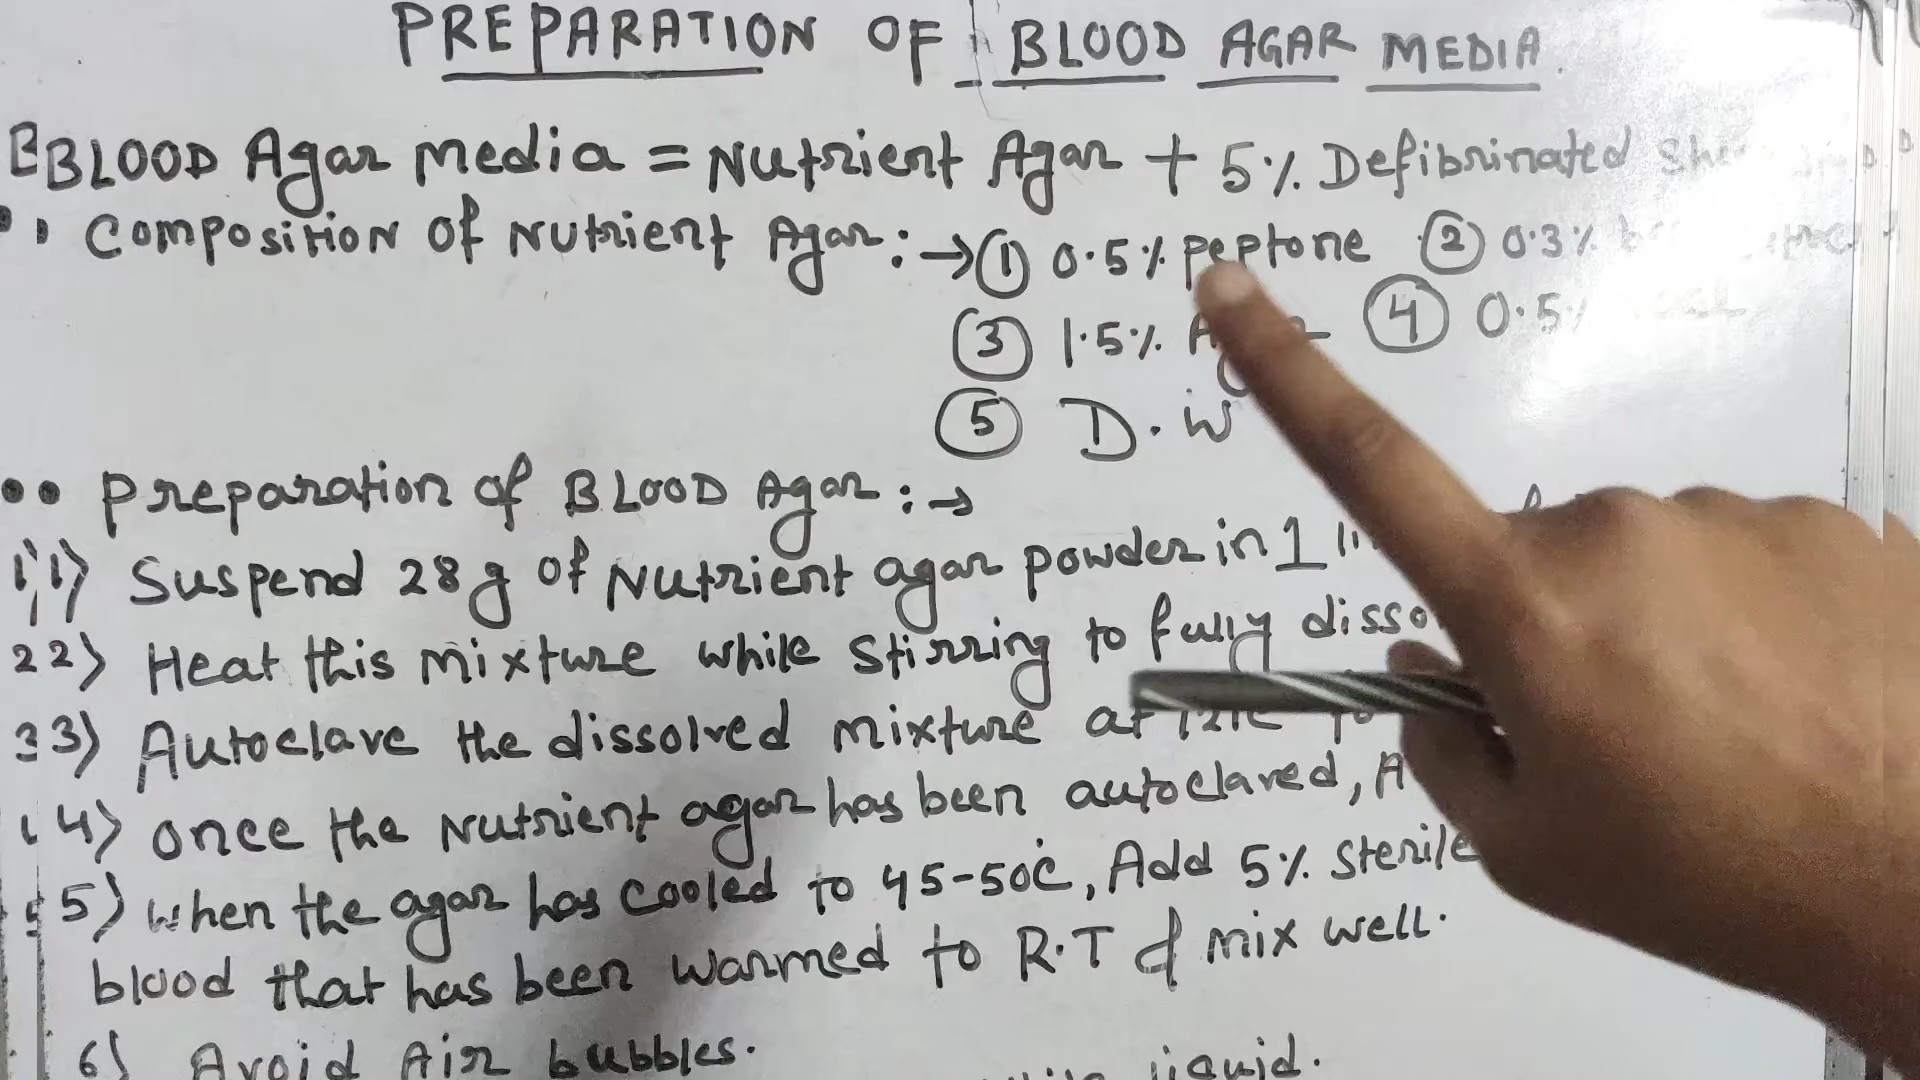 PREPARATION OF BLOOD AGAR MEDIA.
BLOOD Agar Media = Nutrient Agar + 5% Defibrinated
Composition of Nutrient Agar : → ① 0.5% Peptone ② 0.3%
③ 1.5% ④ 0.5%
⑤ D.W
•• Preparation of BLOOD Agar : →
1) Suspend 28g of Nutrient agar powder in 1
2) Heat this mixture while stirring to fully
3) Autoclave the dissolved mixture at 121c
4) once the Nutrient agar has been autoclaved,
5) when the agar has cooled to 45-50c, Add 5% sterile
blood that has been warmed to R.T & mix well.
6) Avoid Air bubbles.
liquid.